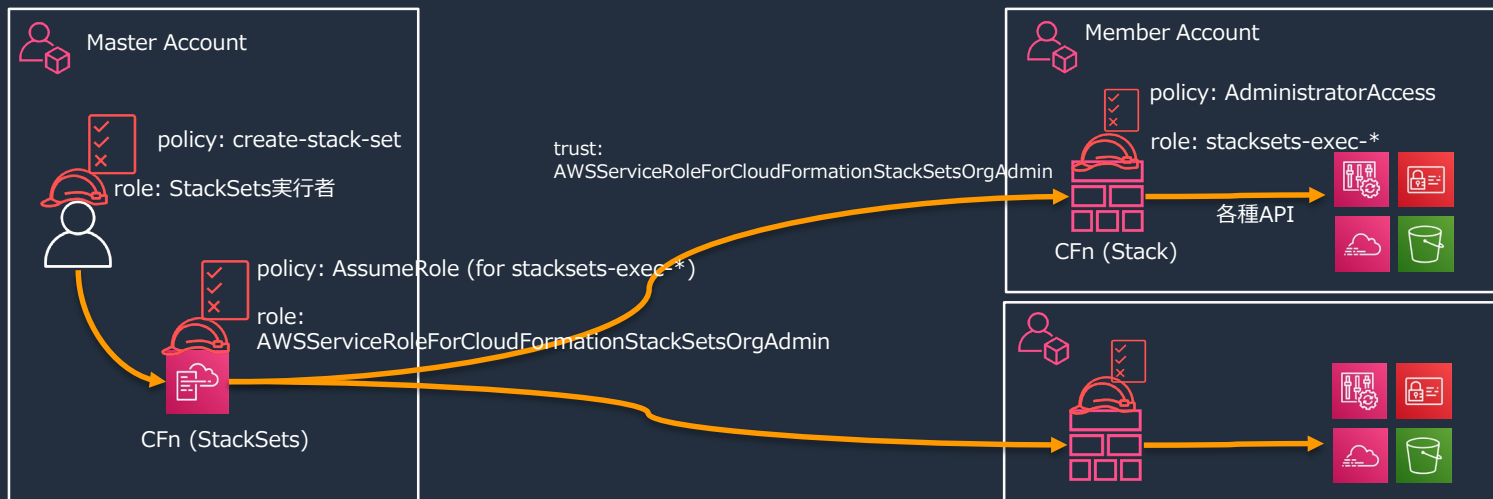 Master Account
policy: create-stack-set
role: StackSets実行者
policy: AssumeRole (for stacksets-exec-*)
role:
AWSServiceRoleForCloudFormationStackSetsOrgAdmin
CFn (StackSets)
trust:
AWSServiceRoleForCloudFormationStackSetsOrgAdmin
Member Account
policy: AdministratorAccess
role: stacksets-exec-*
各種API
CFn (Stack)